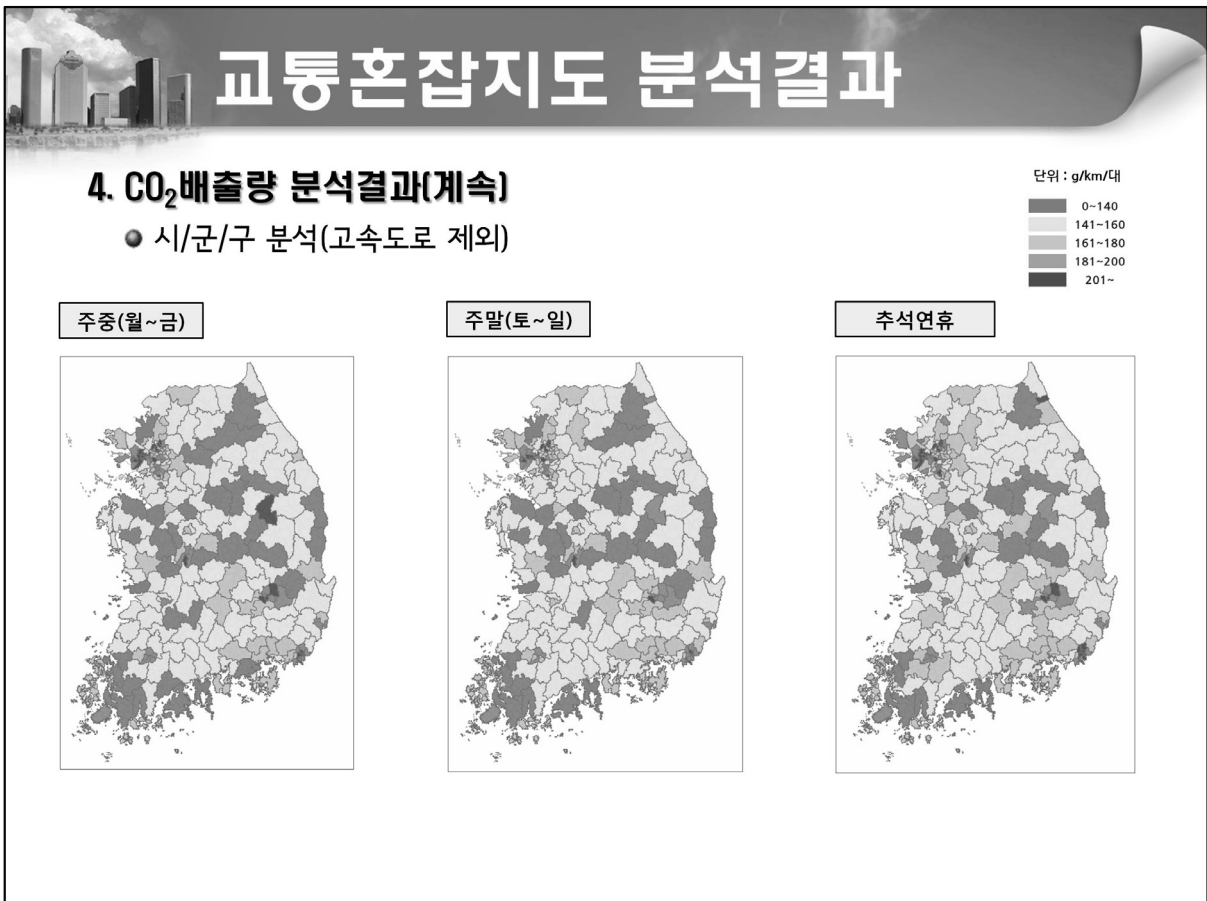 교통혼잡지도 분석결과
4. CO₂배출량 분석결과(계속)
시/군/구 분석(고속도로 제외)
단위 : g/km/대
0~140
141~160
161~180
181~200
201~
주중(월~금)
주말(토~일)
추석연휴